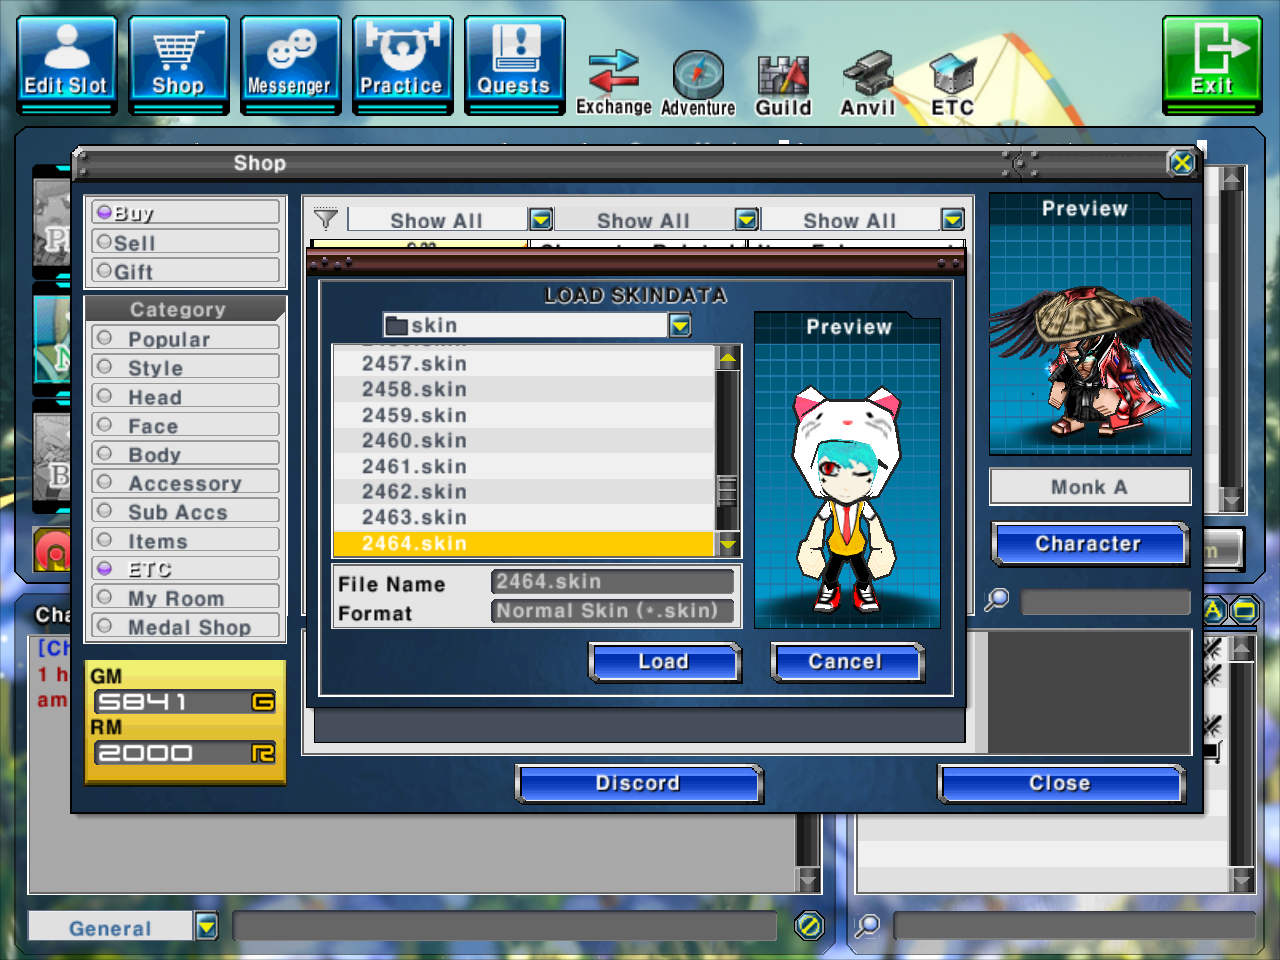 Edit Slot
Shop
Messenger
Practice
Quests
Exchange
Adventure
Guild
Anvil
ETC
Exit
Shop
Buy
Sell
Gift
Category
Popular
Style
Head
Face
Body
Accessory
Sub Accs
Items
ETC
My Room
Medal Shop
GM
5841 G
RM
2000 R
Show All
Show All
Show All
LOAD SKINDATA
skin
2457.skin
2458.skin
2459.skin
2460.skin
2461.skin
2462.skin
2463.skin
2464.skin
File Name
2464.skin
Format
Normal Skin (*.skin)
Preview
Load
Cancel
Preview
Monk A
Character
Discord
Close
Cha
[Ch
1 h
am
General